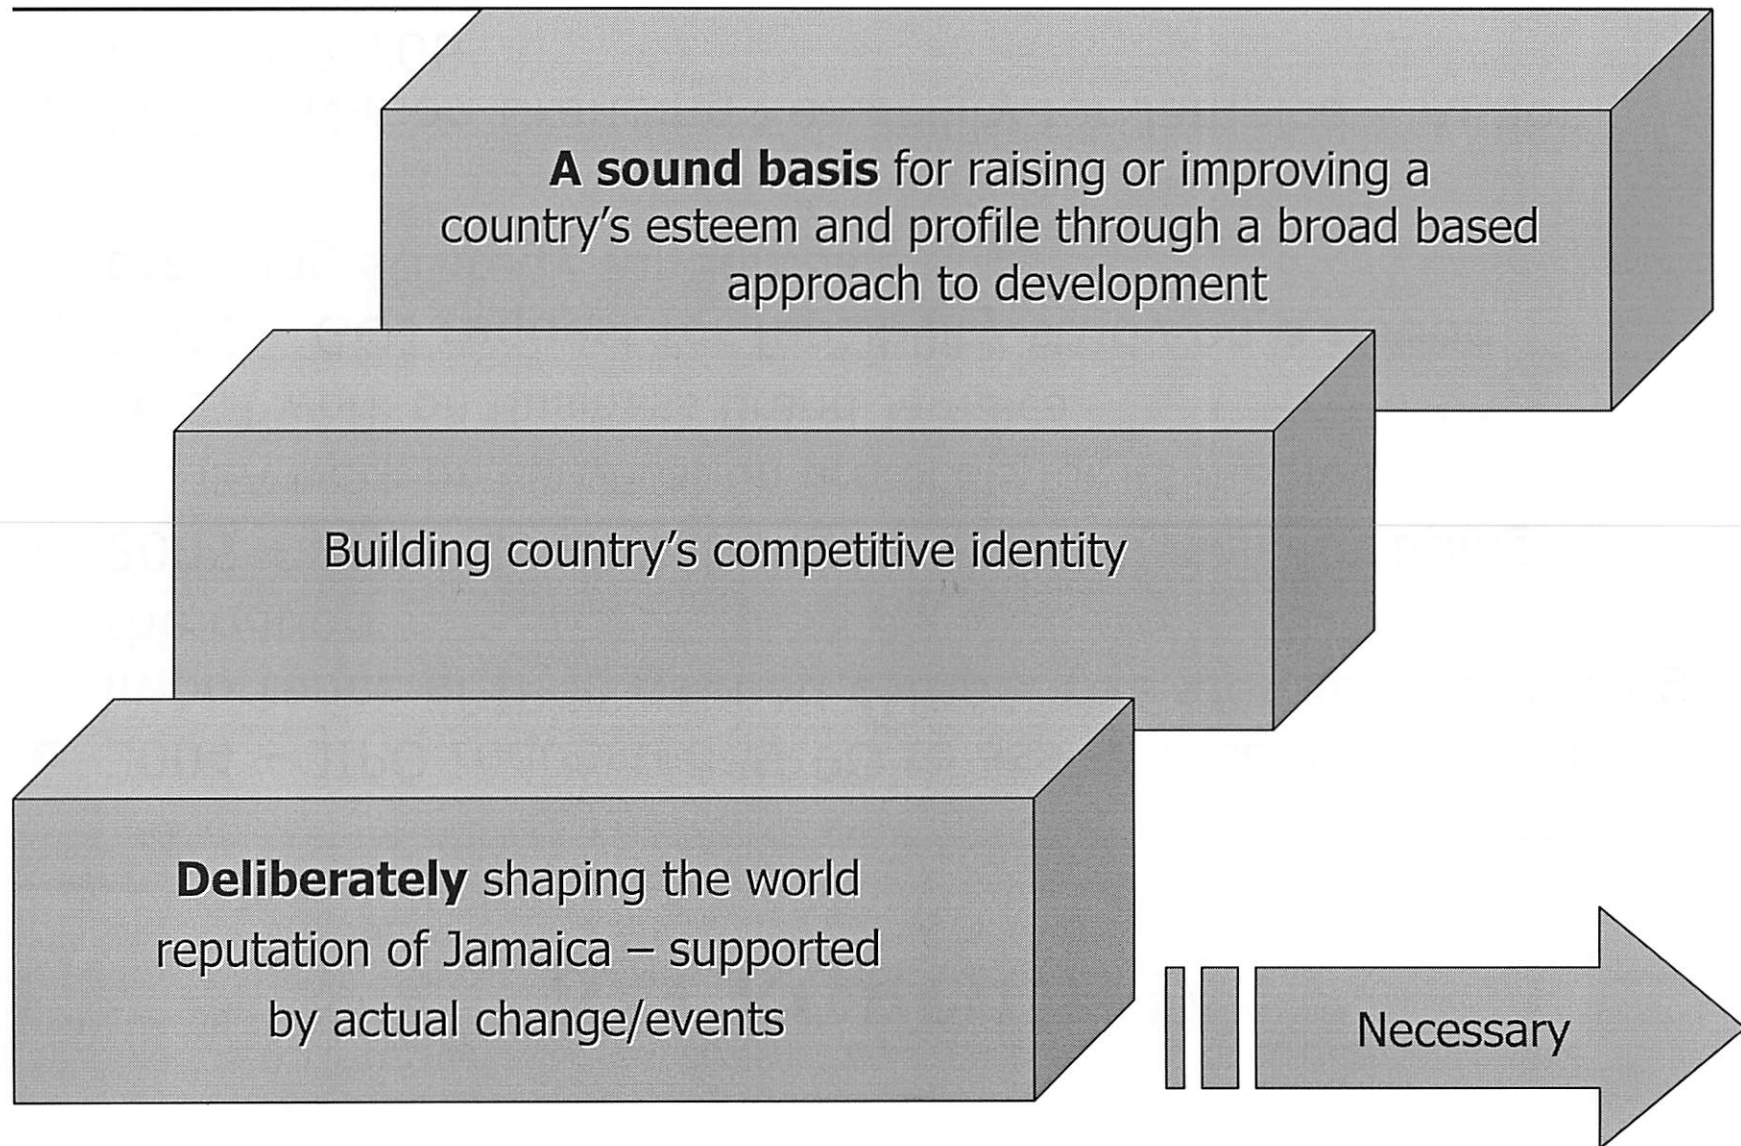 A sound basis for raising or improving a
country's esteem and profile through a broad based
approach to development
Building country's competitive identity
Deliberately shaping the world
reputation of Jamaica – supported
by actual change/events
Necessary